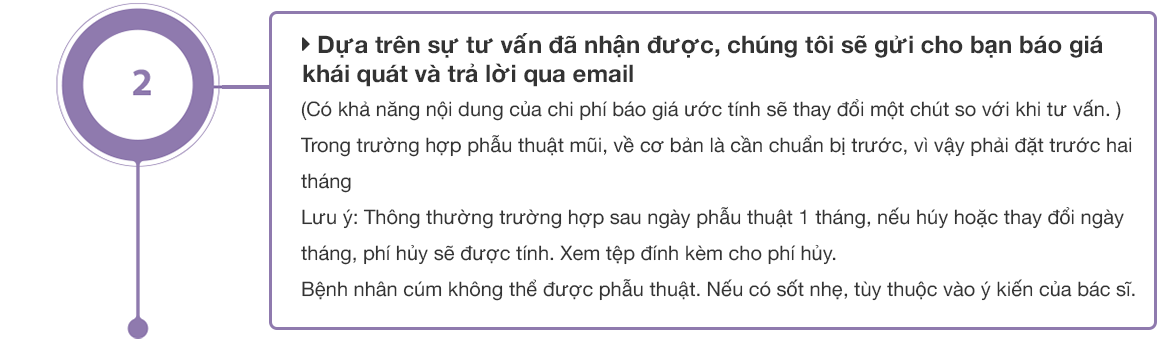 2
Dựa trên sự tư vấn đã nhận được, chúng tôi sẽ gửi cho bạn báo giá
khái quát và trả lời qua email
(Có khả năng nội dung của chi phí báo giá ước tính sẽ thay đổi một chút so với khi tư vấn. )
Trong trường hợp phẫu thuật mũi, về cơ bản là cần chuẩn bị trước, vì vậy phải đặt trước hai
tháng
Lưu ý: Thông thường trường hợp sau ngày phẫu thuật 1 tháng, nếu húy hoặc thay đổi ngày
tháng, phí hủy sẽ được tính. Xem tệp đính kèm cho phí hủy.
Bệnh nhân cúm không thể được phẫu thuật. Nếu có sốt nhẹ, tùy thuộc vào ý kiến của bác sĩ.